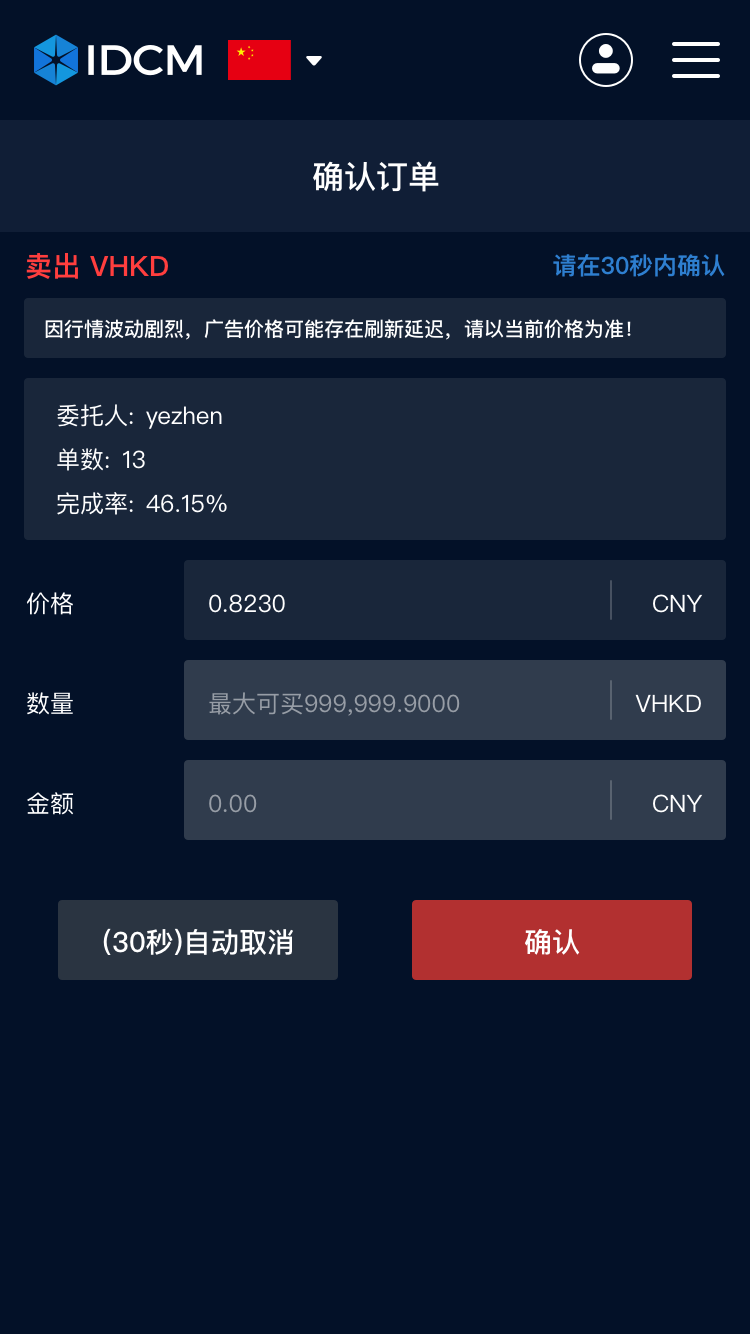 IDCM
确认订单
卖出 VHKD
请在30秒内确认
因行情波动剧烈，广告价格可能存在刷新延迟，请以当前价格为准！
委托人: yezhen
单数: 13
完成率: 46.15%
价格 0.8230 CNY
数量 最大可买999,999.9000 VHKD
金额 0.00 CNY
(30秒)自动取消
确认